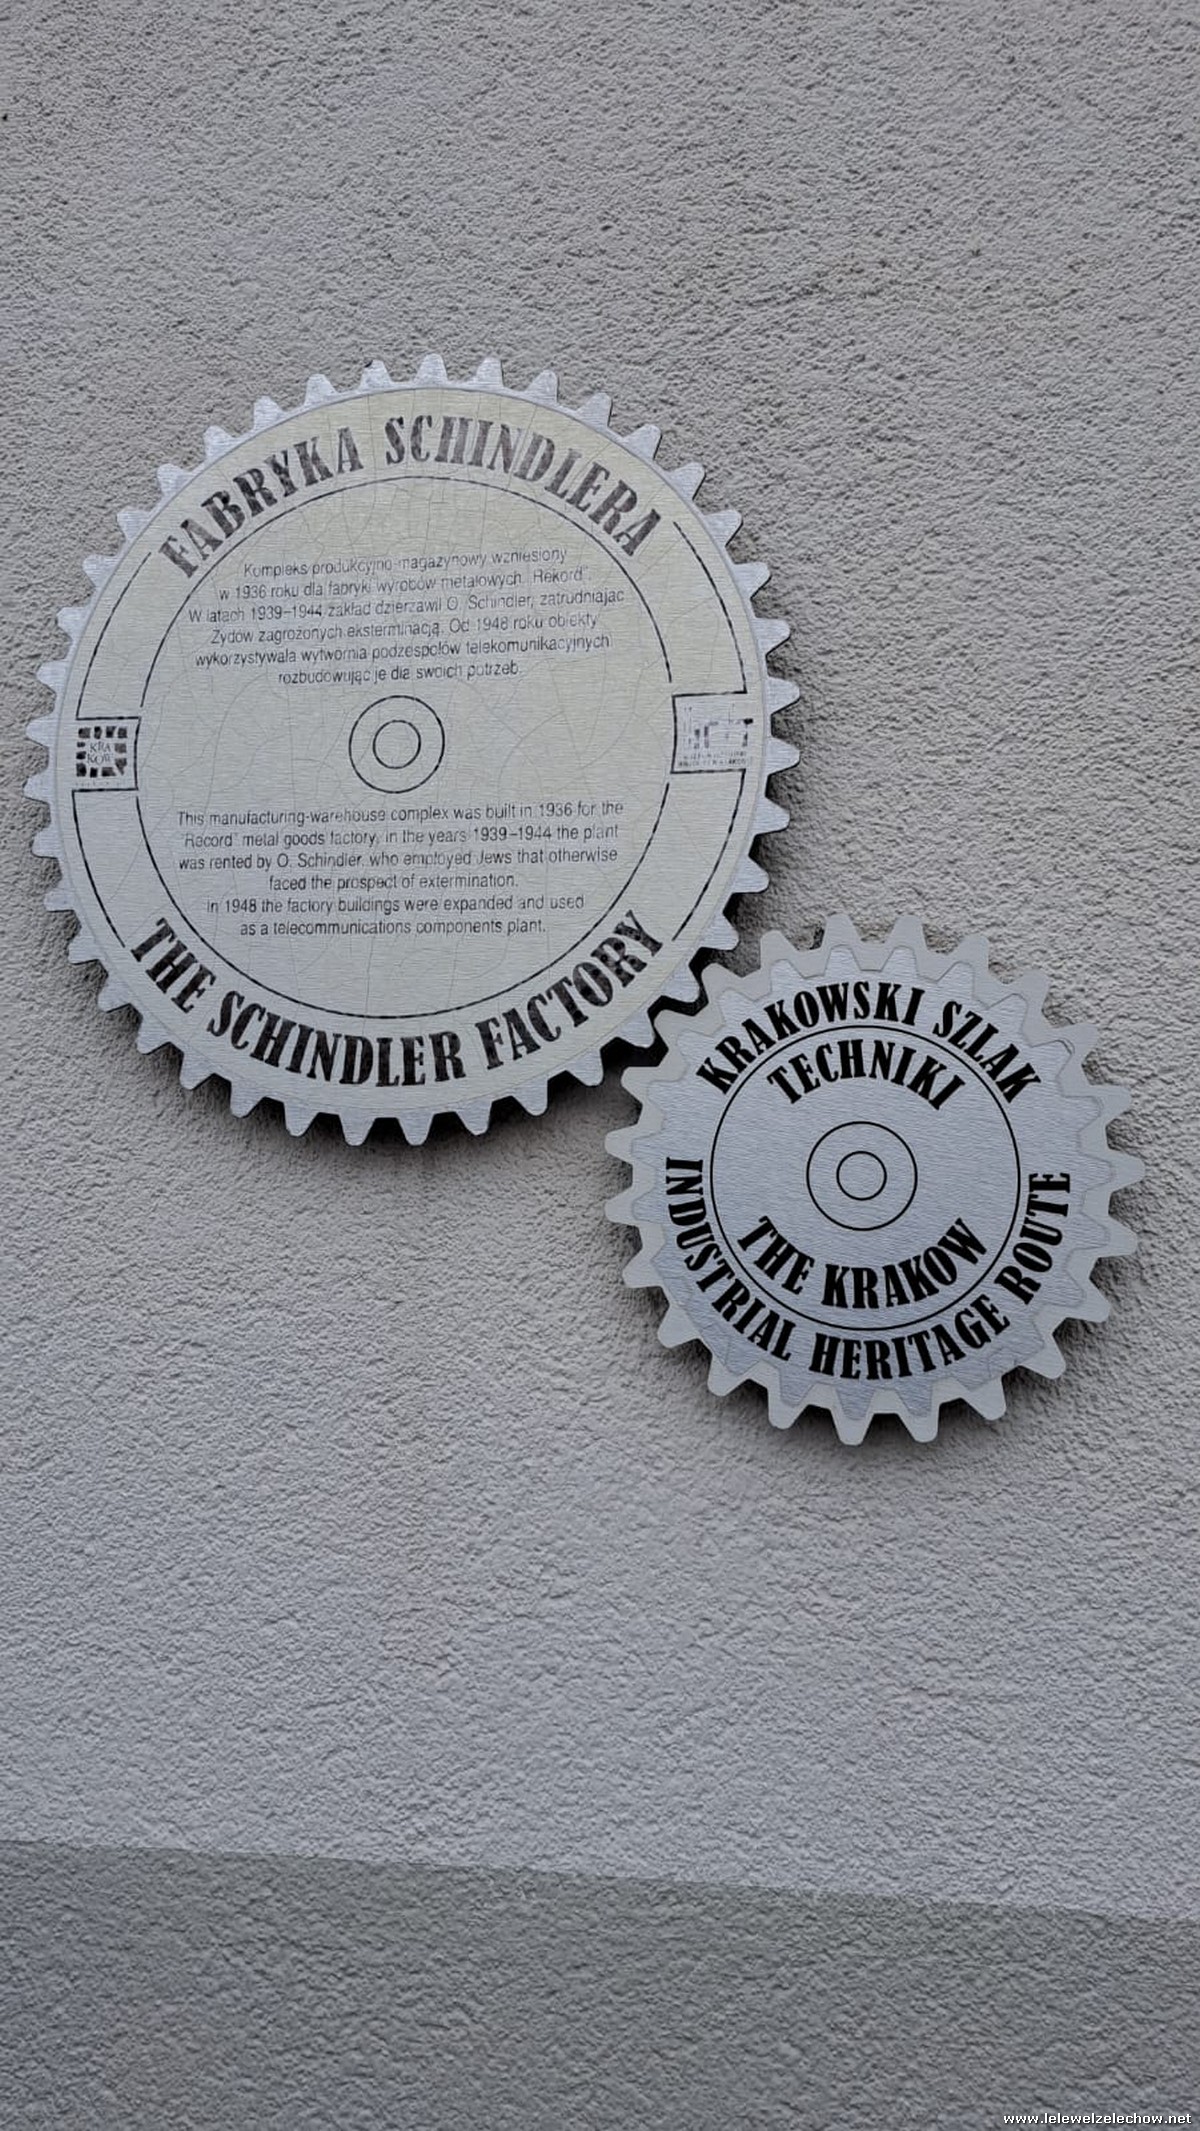 FABRYKA SCHINDLERA
Kompleks produkcyjno-magazynowy wzniesiony
w 1936 roku dla fabryki wyrobów metalowych „Rekord”.
W latach 1939–1944 zakład dzierżawił O. Schindler, zatrudniając
Żydów zagrożonych eksterminacją. Od 1948 roku obiekty
wykorzystywała wytwórnia podzespołów telekomunikacyjnych
rozbudowując je dla swoich potrzeb.
KRA
KÓW
This manufacturing-warehouse complex was built in 1936 for the
“Record” metal goods factory, in the years 1939–1944 the plant
was rented by O. Schindler, who employed Jews that otherwise
faced the prospect of extermination.
In 1948 the factory buildings were expanded and used
as a telecommunications components plant.
THE SCHINDLER FACTORY
KRAKOWSKI SZLAK
TECHNIKI
THE KRAKOW
INDUSTRIAL HERITAGE ROUTE
www.lelewelzelechow.net